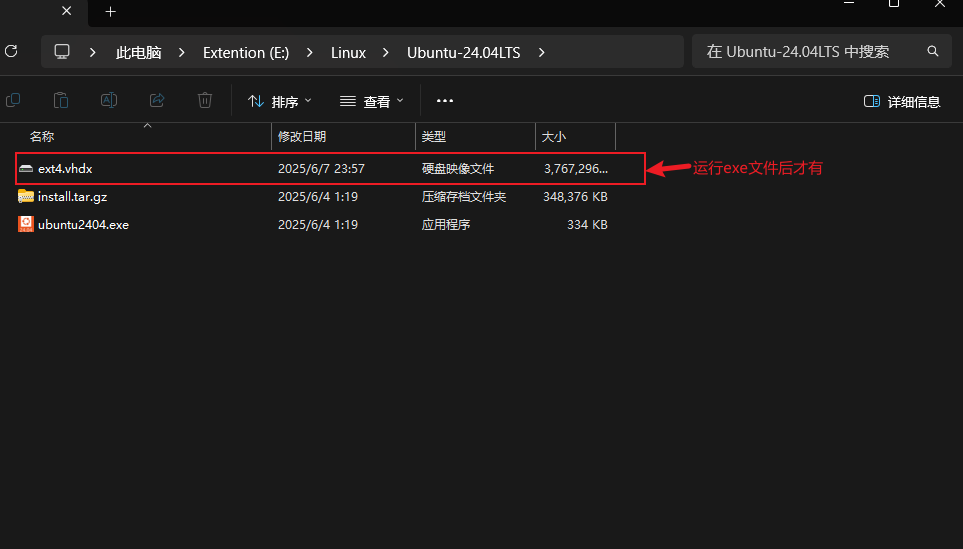 此电脑 > Extention (E:) > Linux > Ubuntu-24.04LTS >
在 Ubuntu-24.04LTS 中搜索
排序 查看 ... 详细信息
名称 修改日期 类型 大小
ext4.vhdx 2025/6/7 23:57 硬盘映像文件 3,767,296... 运行exe文件后才有
install.tar.gz 2025/6/4 1:19 压缩存档文件夹 348,376 KB
ubuntu2404.exe 2025/6/4 1:19 应用程序 334 KB